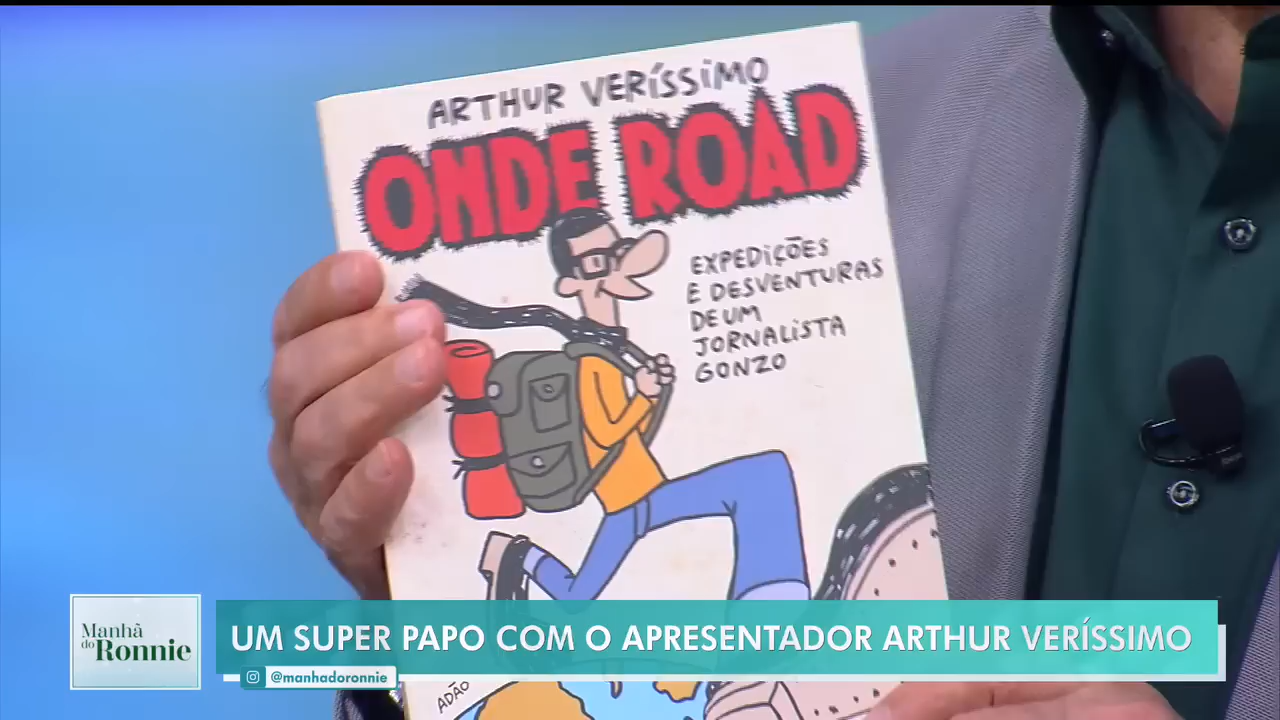 ARTHUR VERÍSSIMO
ONDE ROAD
EXPEDIÇÕES
E DESVENTURAS
DE UM
JORNALISTA
GONZO
ADÃO
Manhã
do Ronnie
UM SUPER PAPO COM O APRESENTADOR ARTHUR VERÍSSIMO
@manhadoronnie